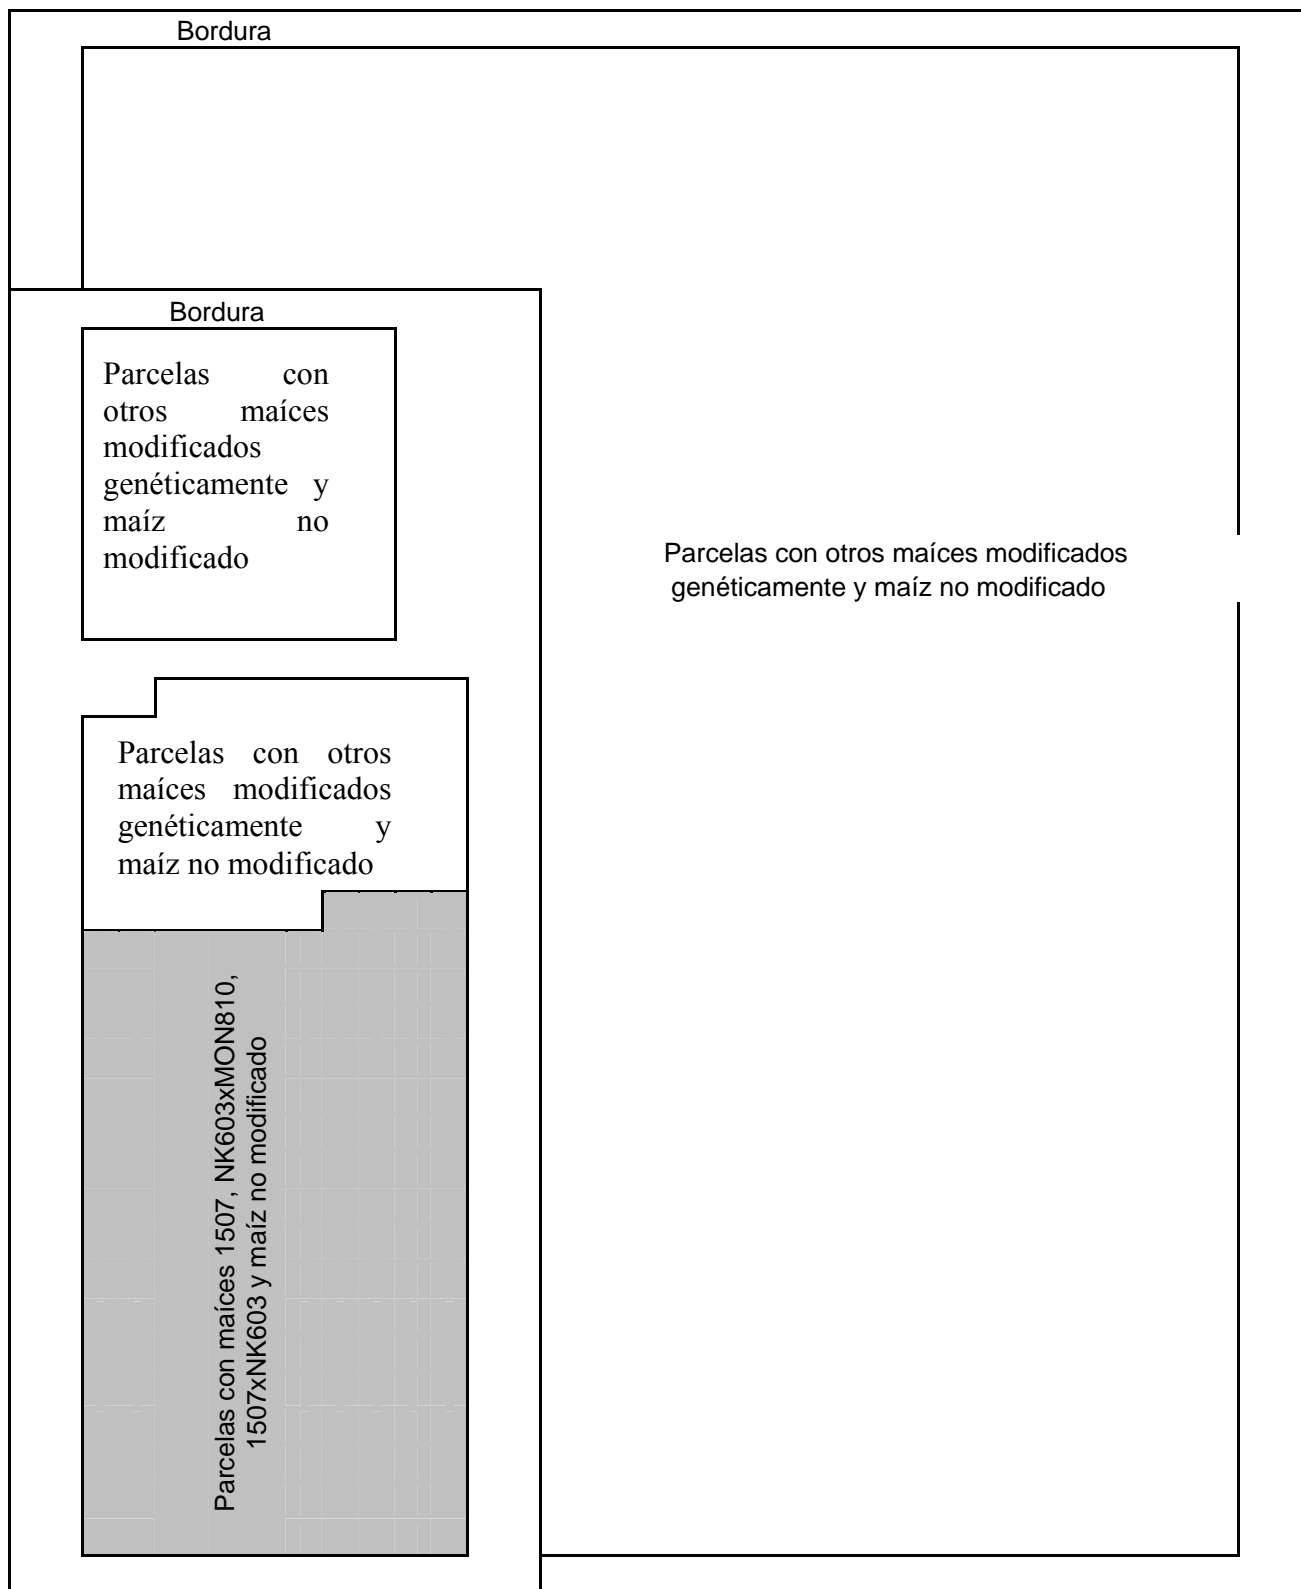 Bordura
Bordura
Parcelas con
otros maíces
modificados
genéticamente y
maíz no
modificado
Parcelas con otros maíces modificados
genéticamente y maíz no modificado
Parcelas con otros
maíces modificados
genéticamente y
maíz no modificado
Parcelas con maíces 1507, NK603xMON810,
1507xNK603 y maíz no modificado